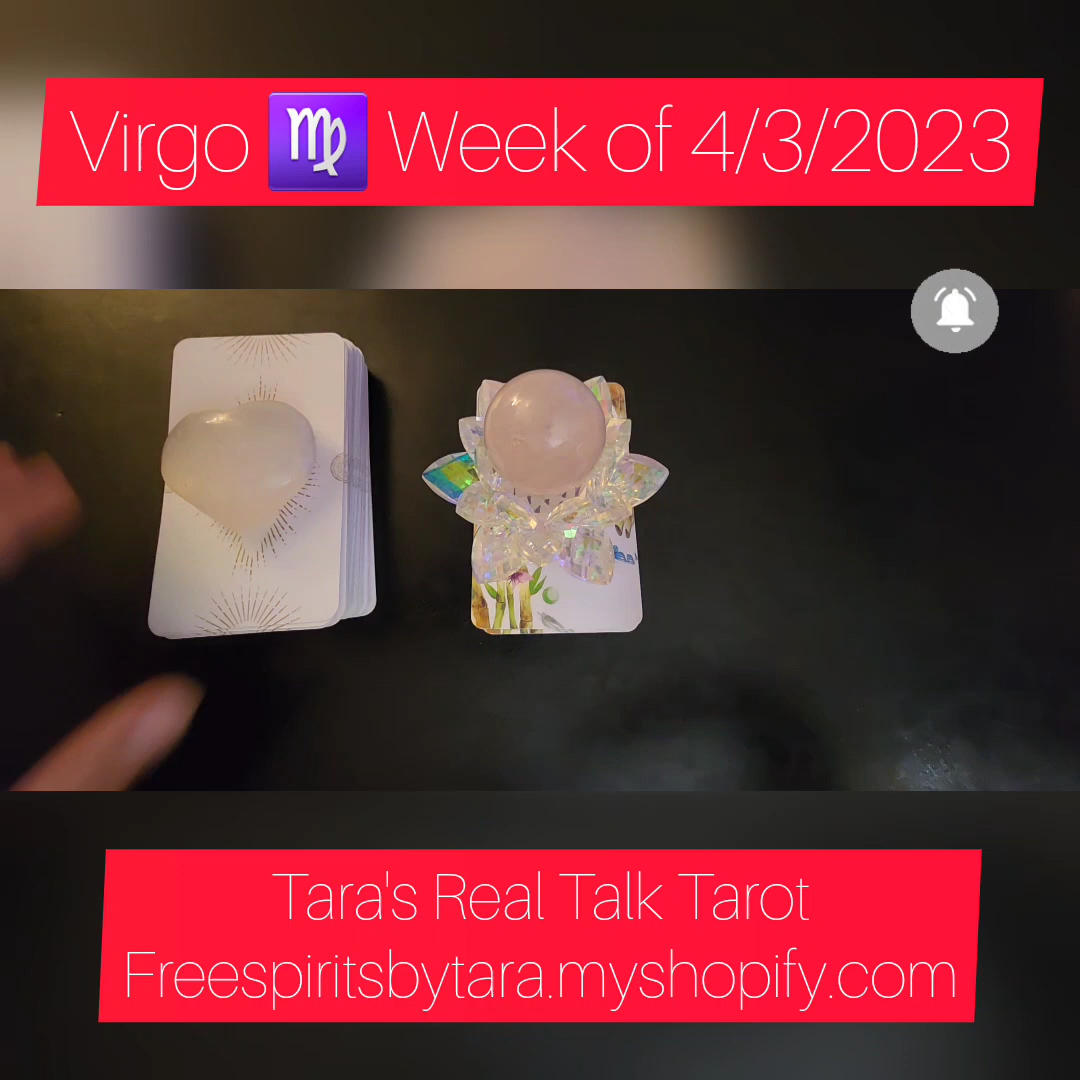 Virgo ♍ Week of 4/3/2023
Tara's Real Talk Tarot
Freespiritsbytara.myshopify.com